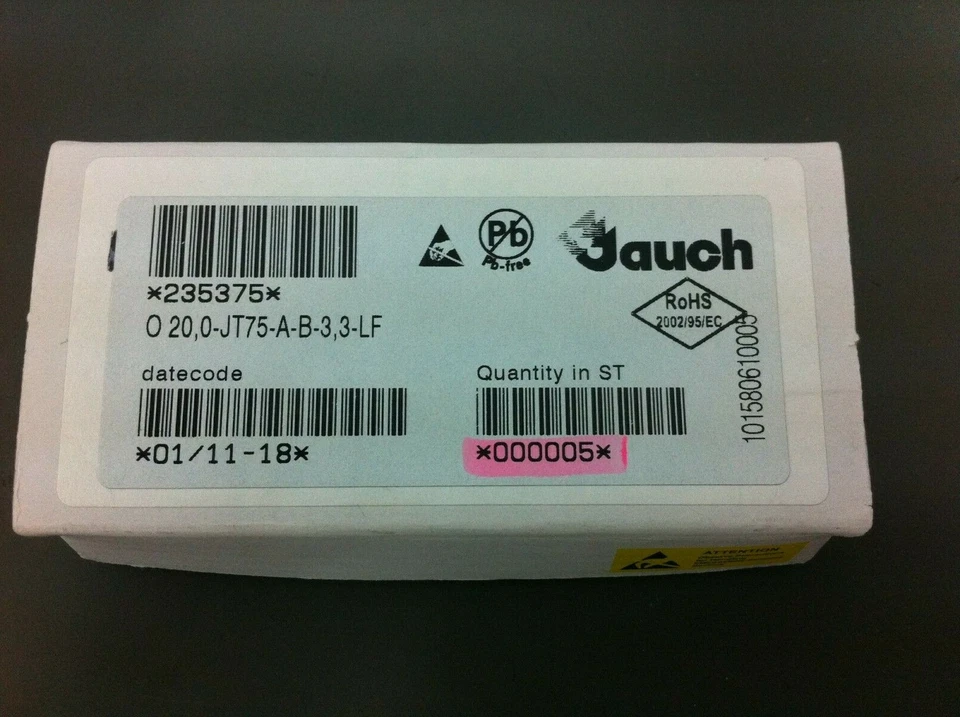 *235375*
O 20,0-JT75-A-B-3,3-LF
Pb
Pb-free
Jauch
RoHS
2002/95/EC
datecode
*01/11-18*
Quantity in ST
*000005*
101580610005
ATTENTION